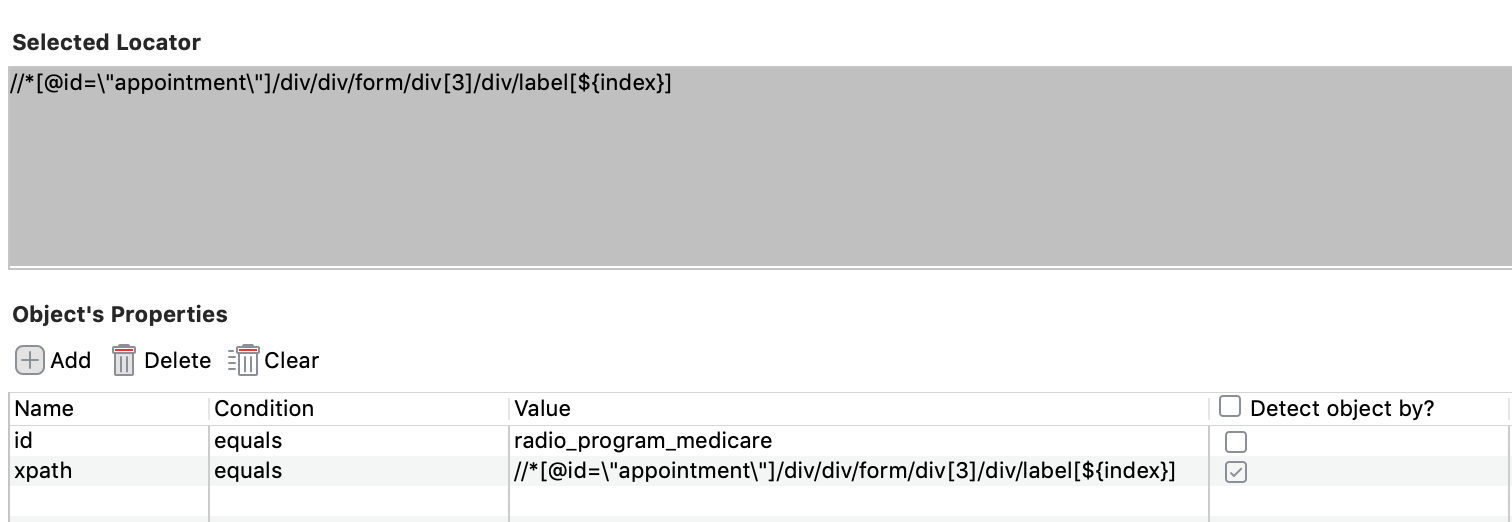 Selected Locator
//*[@id=\"appointment\"]/div/div/form/div[3]/div/label[${index}]
Object's Properties
Add Delete Clear
Name Condition Value Detect object by?
id equals radio_program_medicare
xpath equals //*[@id=\"appointment\"]/div/div/form/div[3]/div/label[${index}]